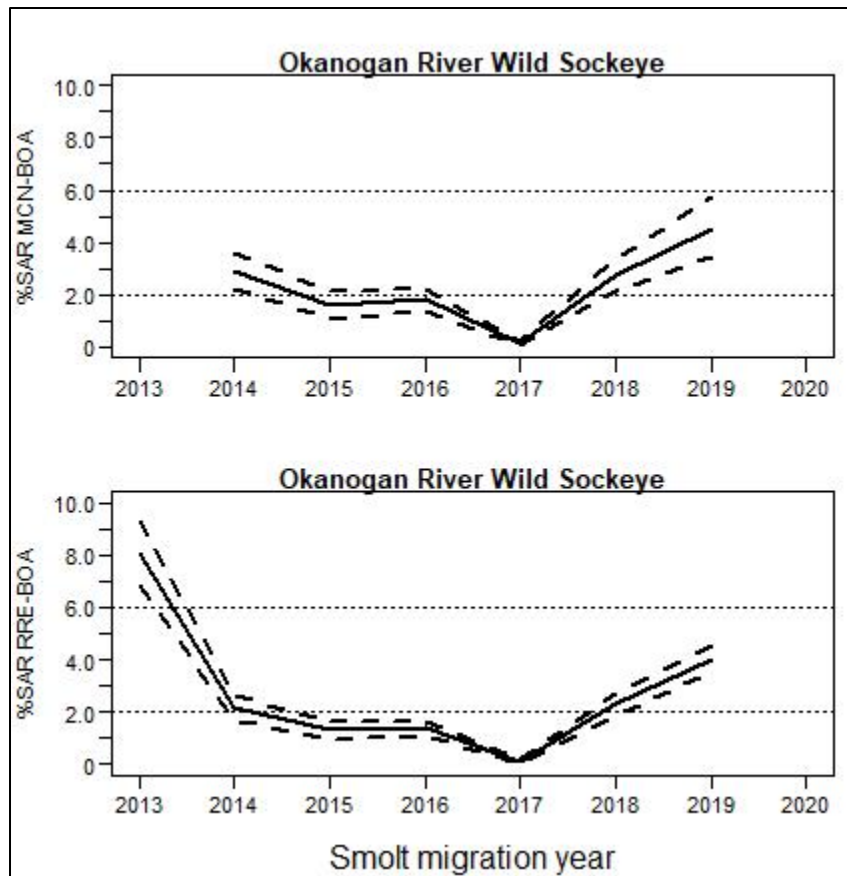 Okanogan River Wild Sockeye
%SAR MCN-BOA
10.0
8.0
6.0
4.0
2.0
0
2013 2014 2015 2016 2017 2018 2019 2020
Okanogan River Wild Sockeye
%SAR RRE-BOA
10.0
8.0
6.0
4.0
2.0
0
2013 2014 2015 2016 2017 2018 2019 2020
Smolt migration year